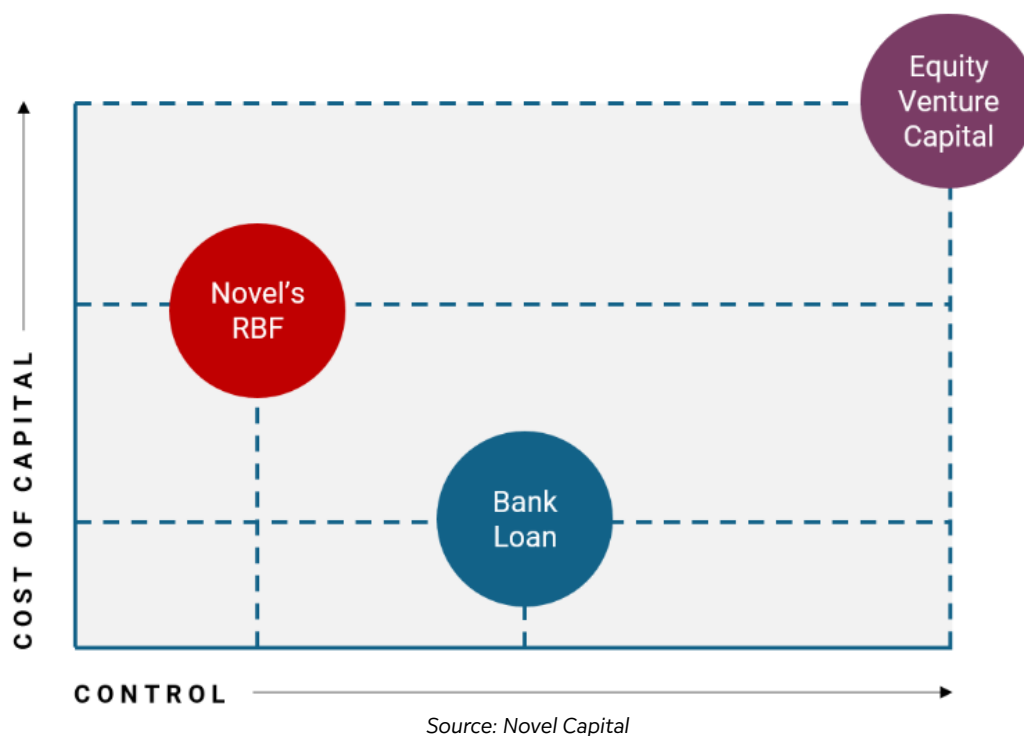 Equity
Venture
Capital
Novel’s
RBF
Bank
Loan
COST OF CAPITAL
CONTROL
Source: Novel Capital